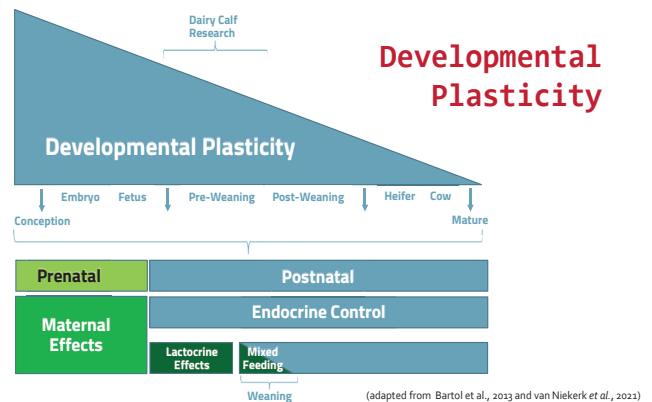 Dairy Calf
Research
Developmental
Plasticity
Developmental Plasticity
Embryo Fetus Pre-Weaning Post-Weaning Heifer Cow
Conception Mature
Prenatal Postnatal
Maternal
Effects
Endocrine Control
Lactocrine
Effects
Mixed
Feeding
Weaning
(adapted from Bartol et al., 2013 and van Niekerk et al., 2021)